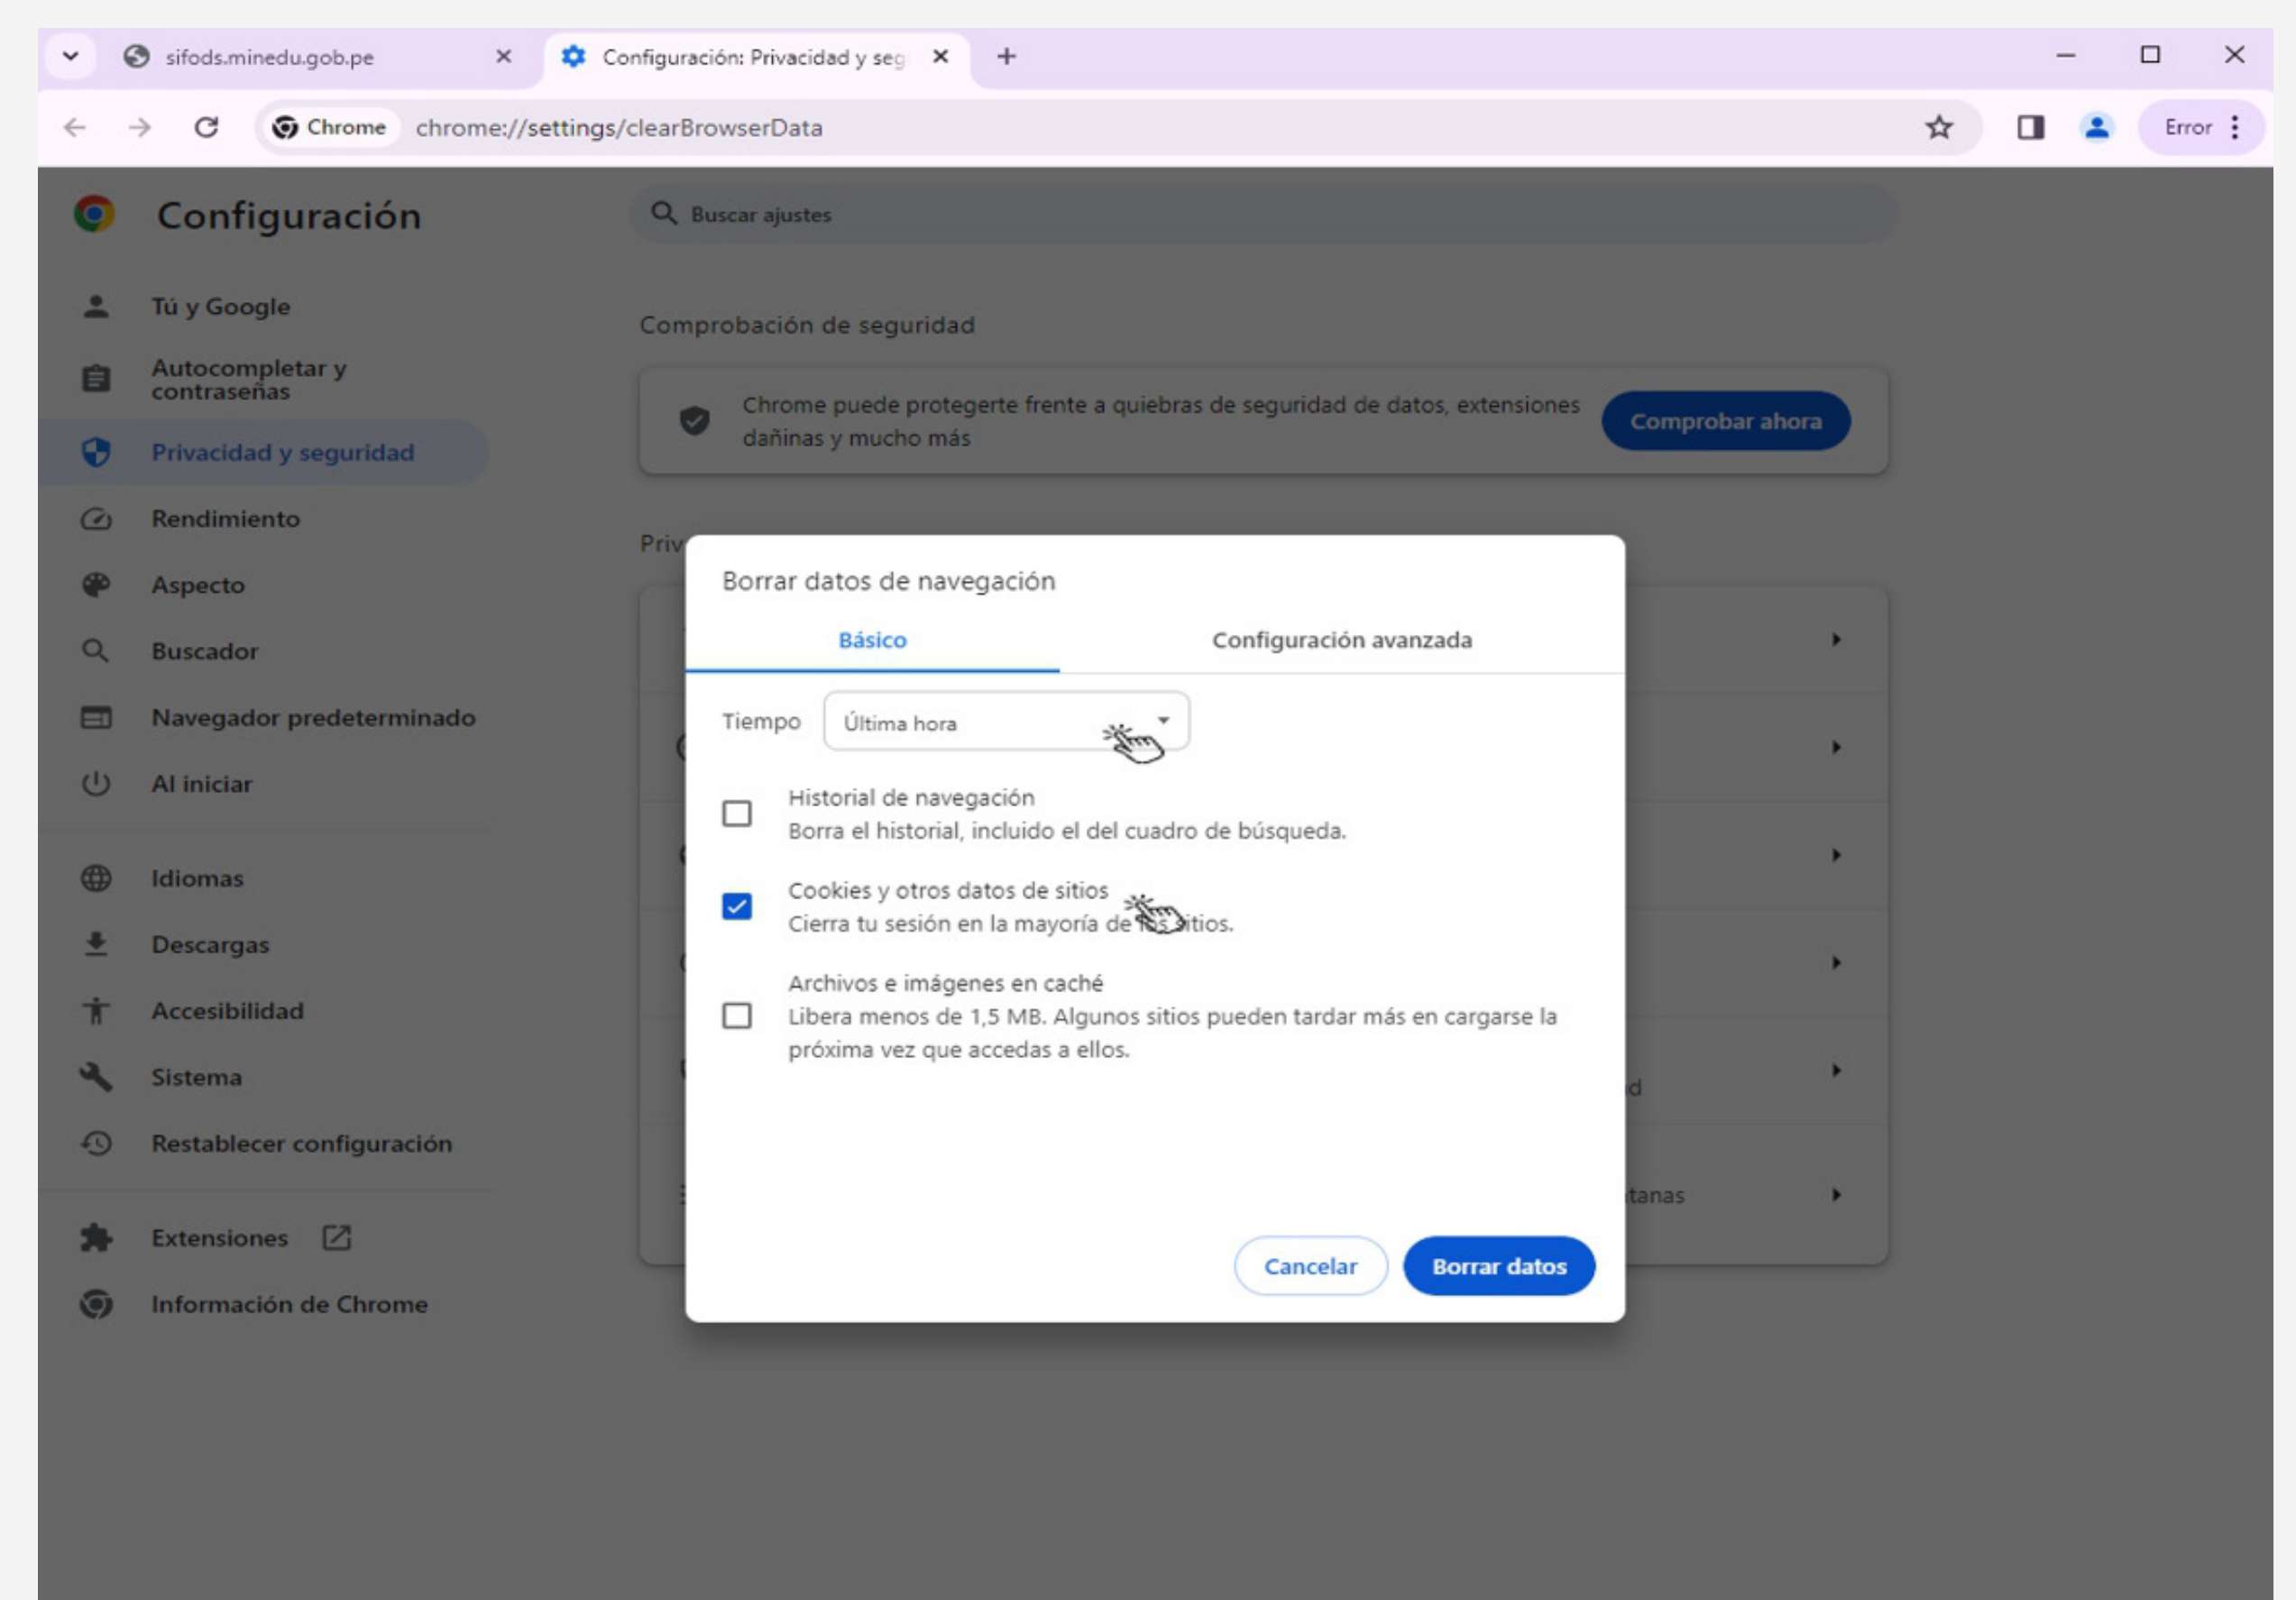 sifods.minedu.gob.pe
Configuración: Privacidad y seg
Chrome
chrome://settings/clearBrowserData
Error
Configuración
Buscar ajustes
Tú y Google
Autocompletar y
contraseñas
Privacidad y seguridad
Rendimiento
Aspecto
Buscador
Navegador predeterminado
Al iniciar
Idiomas
Descargas
Accesibilidad
Sistema
Restablecer configuración
Extensiones
Información de Chrome
Comprobación de seguridad
Chrome puede protegerte frente a quiebras de seguridad de datos, extensiones
dañinas y mucho más
Comprobar ahora
Priv
Borrar datos de navegación
Básico
Configuración avanzada
Tiempo
Última hora
Historial de navegación
Borra el historial, incluido el del cuadro de búsqueda.
Cookies y otros datos de sitios
Cierra tu sesión en la mayoría de los sitios.
Archivos e imágenes en caché
Libera menos de 1,5 MB. Algunos sitios pueden tardar más en cargarse la
próxima vez que accedas a ellos.
d
tanas
Cancelar
Borrar datos